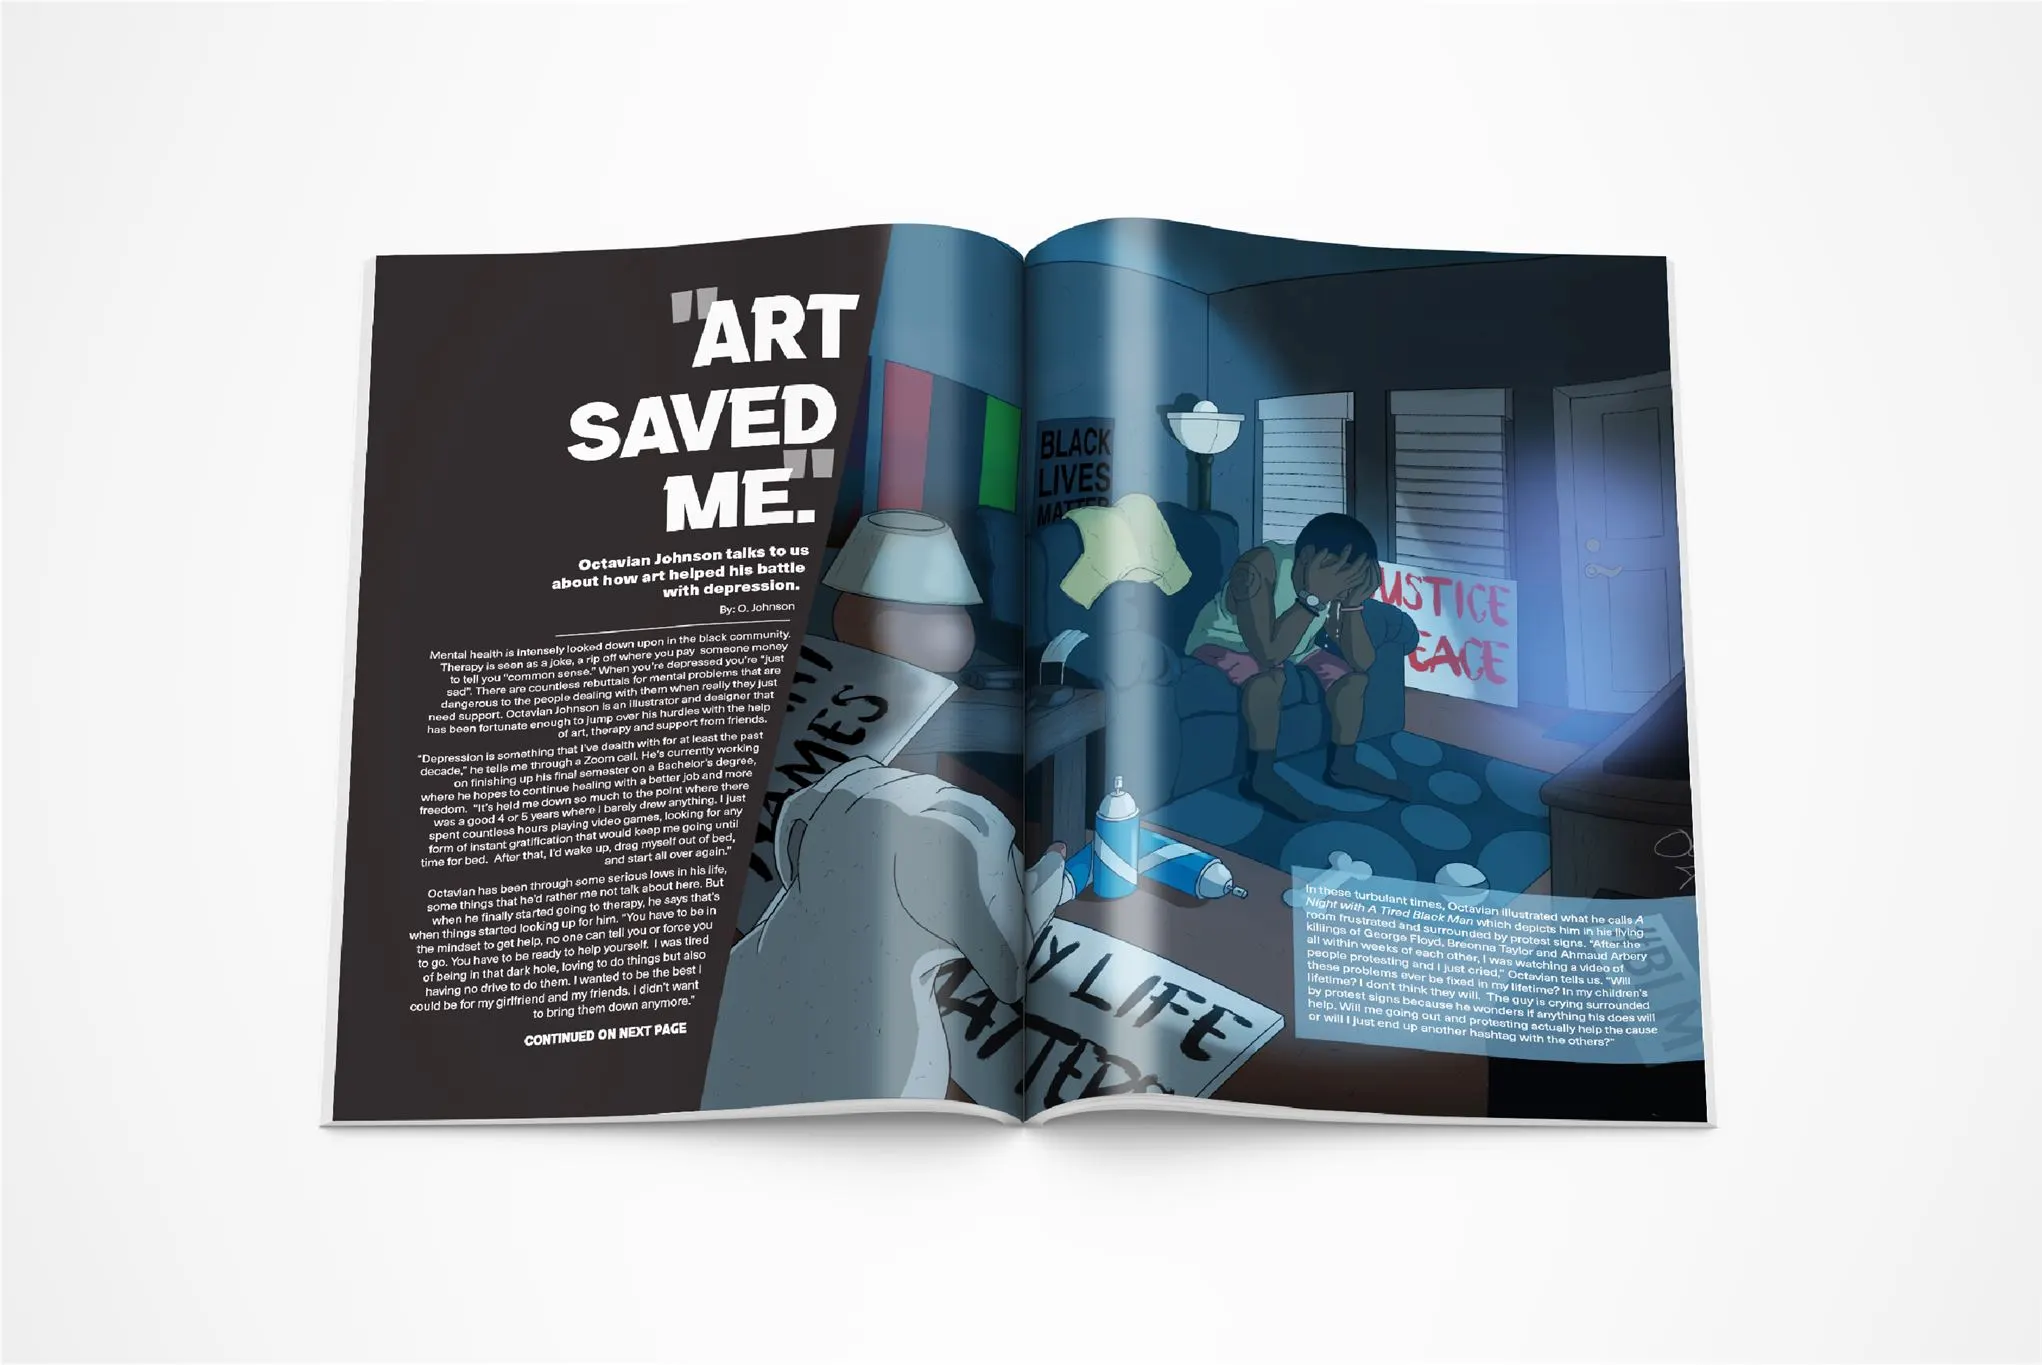 "ART
SAVED
ME."
Octavian Johnson talks to us
about how art helped his battle
with depression.
By: O. Johnson
Mental health is intensely looked down upon in the black community.
Therapy is seen as a joke, a rip off where you pay someone money
to tell you "common sense." When you're depressed you're "just
sad". There are countless rebuttals for mental problems that are
dangerous to the people dealing with them when really they just
need support. Octavian Johnson is an illustrator and designer that
has been fortunate enough to jump over his hurdles with the help
of art, therapy and support from friends.
"Depression is something that I've dealth with for at least the past
decade," he tells me through a Zoom call. He's currently working
on finishing up his final semester on a Bachelor's degree,
where he hopes to continue healing with a better job and more
freedom. "It's held me down so much to the point where there
was a good 4 or 5 years where I barely drew anything, I just
spent countless hours playing video games, looking for any
form of instant gratification that would keep me going until
time for bed. After that, I'd wake up, drag myself out of bed,
and start all over again."
Octavian has been through some serious lows in his life,
some things that he'd rather me not talk about here. But
when he finally started going to therapy, he says that's
when things started looking up for him. "You have to be in
the mindset to get help, no one can tell you or force you
to go. You have to be ready to help yourself. I was tired
of being in that dark hole, loving to do things but also
having no drive to do them. I wanted to be the best I
could be for my girlfriend and my friends. I didn't want
to bring them down anymore."
CONTINUED ON NEXT PAGE
BLACK
LIVES
MATTER
USTICE
EACE
AMES
MY LIFE
MATTERS
In these turbulant times, Octavian illustrated what he calls A
Night with A Tired Black Man which depicts him in his living
room frustrated and surrounded by protest signs. "After the
killings of George Floyd, Breonna Taylor and Ahmaud Arbery
all within weeks of each other, I was watching a video of
people protesting and I just cried," Octavian tells us. "Will
these problems ever be fixed in my lifetime? In my children's
lifetime? I don't think they will. The guy is crying surrounded
by protest signs because he wonders if anything his does will
help. Will me going out and protesting actually help the cause
or will I just end up another hashtag with the others?"